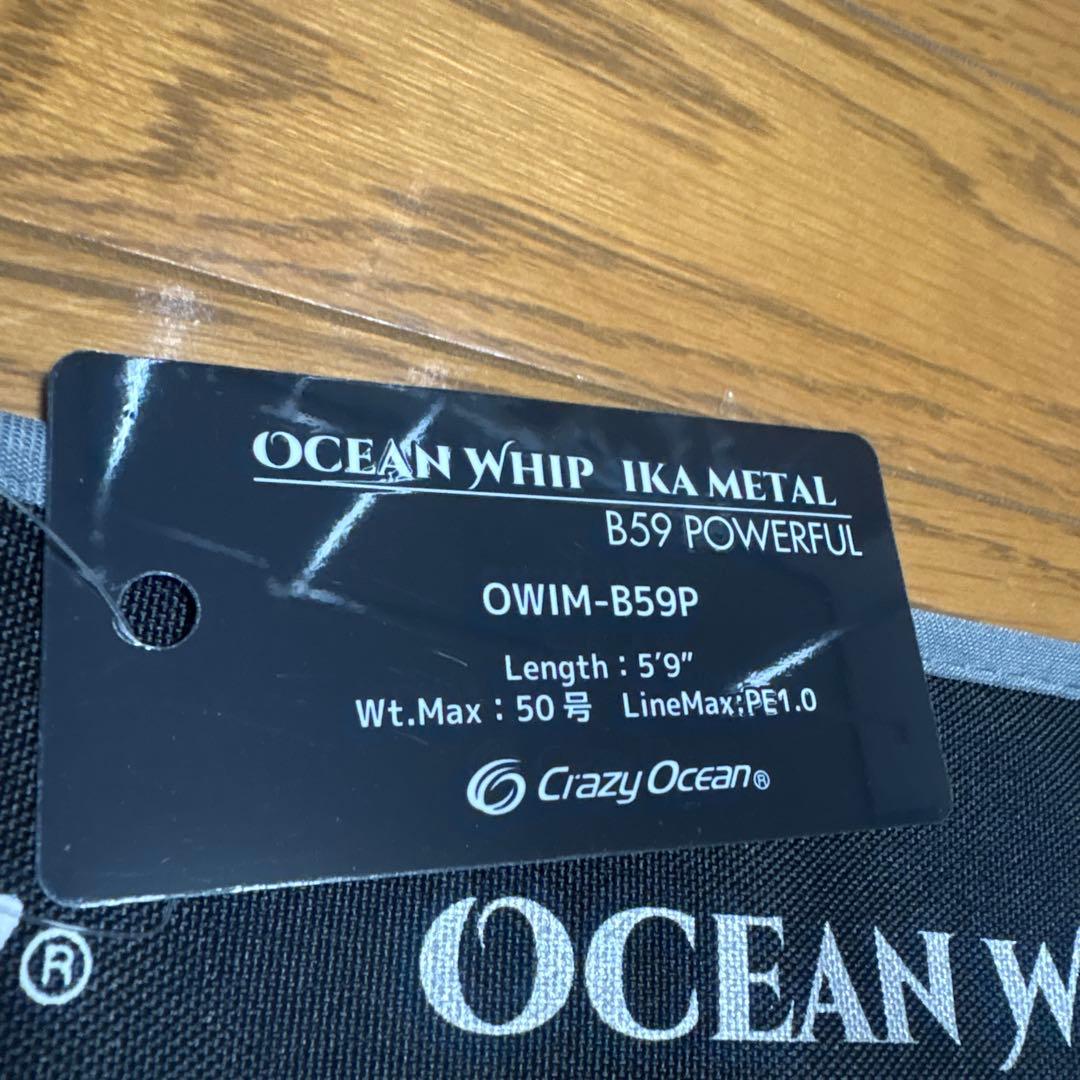 OCEAN WHIP IKA METAL
B59 POWERFUL
OWIM-B59P
Length：5'9"
Wt.Max：50号 LineMax:PE1.0
Crazy Ocean®
®
OCEAN W